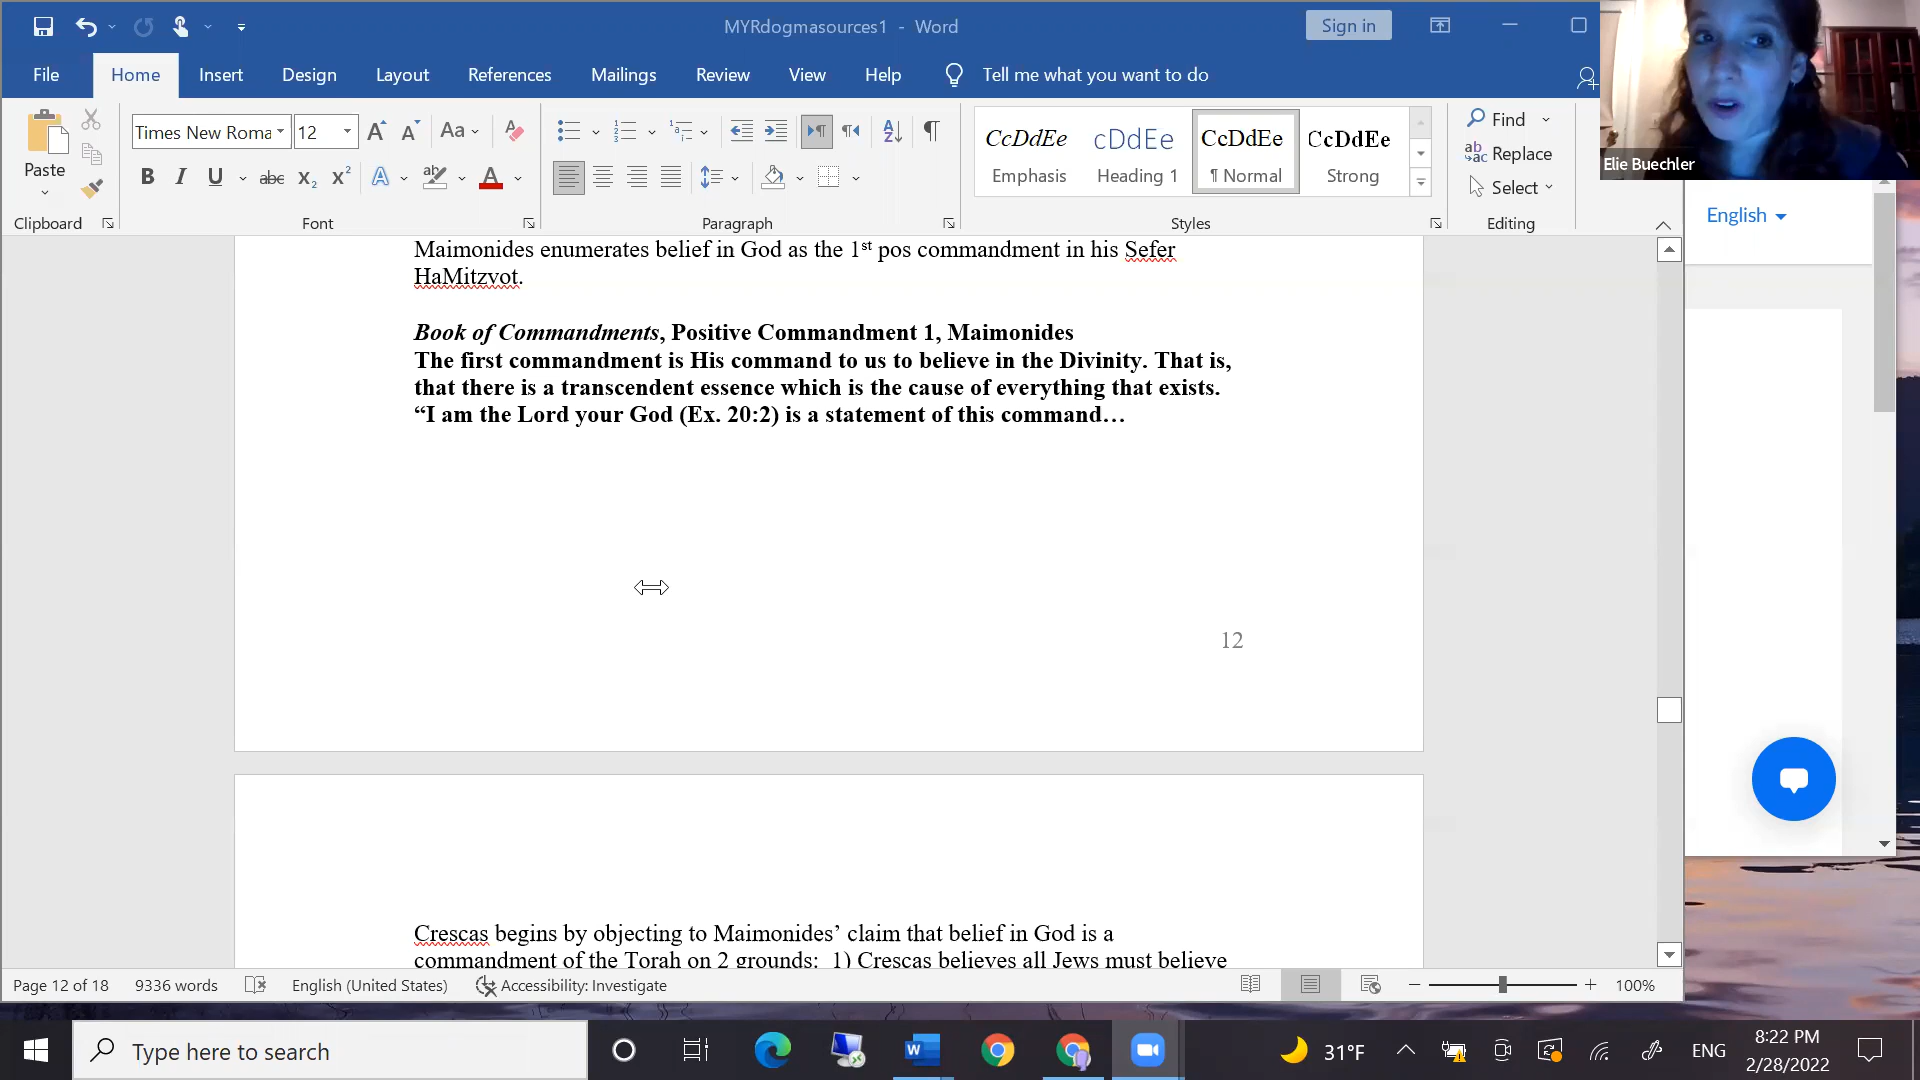 MYRdogmasources1 - Word
Sign in
File Home Insert Design Layout References Mailings Review View Help Tell me what you want to do
Times New Roma 12 Aa
Find
Replace
Select
Paste
B I U abc X₂ X² A A
CcDdEe cDdEe CcDdEe CcDdEe
Emphasis Heading 1 ¶ Normal Strong
Clipboard Font Paragraph Styles Editing
Elie Buechler
English
Maimonides enumerates belief in God as the 1st pos commandment in his Sefer
HaMitzvot.
Book of Commandments, Positive Commandment 1, Maimonides
The first commandment is His command to us to believe in the Divinity. That is,
that there is a transcendent essence which is the cause of everything that exists.
“I am the Lord your God (Ex. 20:2) is a statement of this command…
12
Crescas begins by objecting to Maimonides’ claim that belief in God is a
commandment of the Torah on 2 grounds: 1) Crescas believes all Jews must believe
Page 12 of 18 9336 words English (United States) Accessibility: Investigate 100%
Type here to search
31°F ENG
8:22 PM
2/28/2022